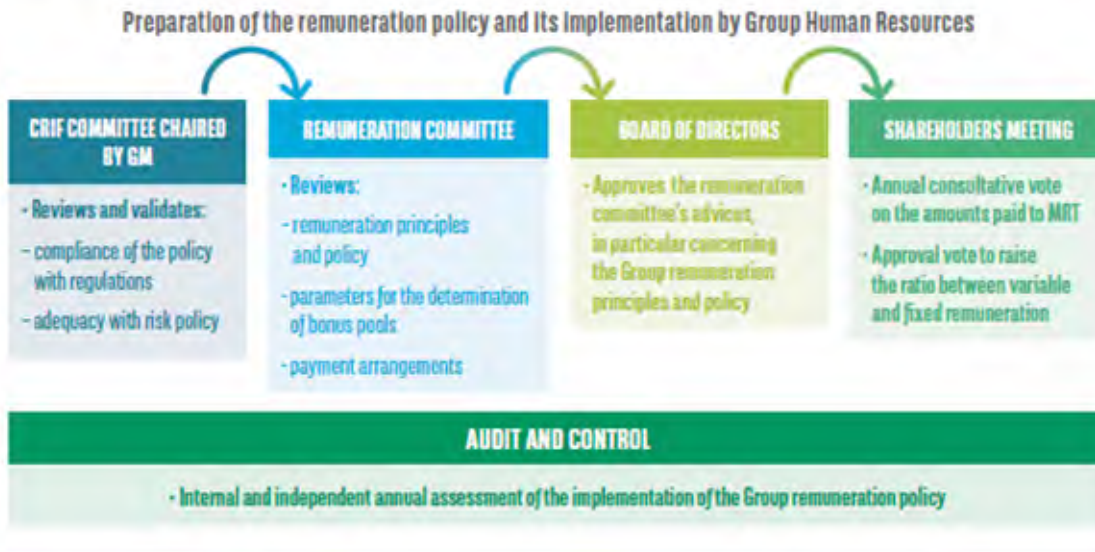 Preparation of the remuneration policy and its implementation by Group Human Resources
CRIF COMMITTEE CHAIRED
BY GM
• Reviews and validates:
– compliance of the policy
with regulations
– adequacy with risk policy
REMUNERATION COMMITTEE
• Reviews:
– remuneration principles
and policy
– parameters for the determination
of bonus pools
– payment arrangements
BOARD OF DIRECTORS
• Approves the remuneration
committee's advices,
in particular concerning
the Group remuneration
principles and policy
SHAREHOLDERS MEETING
• Annual consultative vote
on the amounts paid to MRT
• Approval vote to raise
the ratio between variable
and fixed remuneration
AUDIT AND CONTROL
• Internal and independent annual assessment of the implementation of the Group remuneration policy